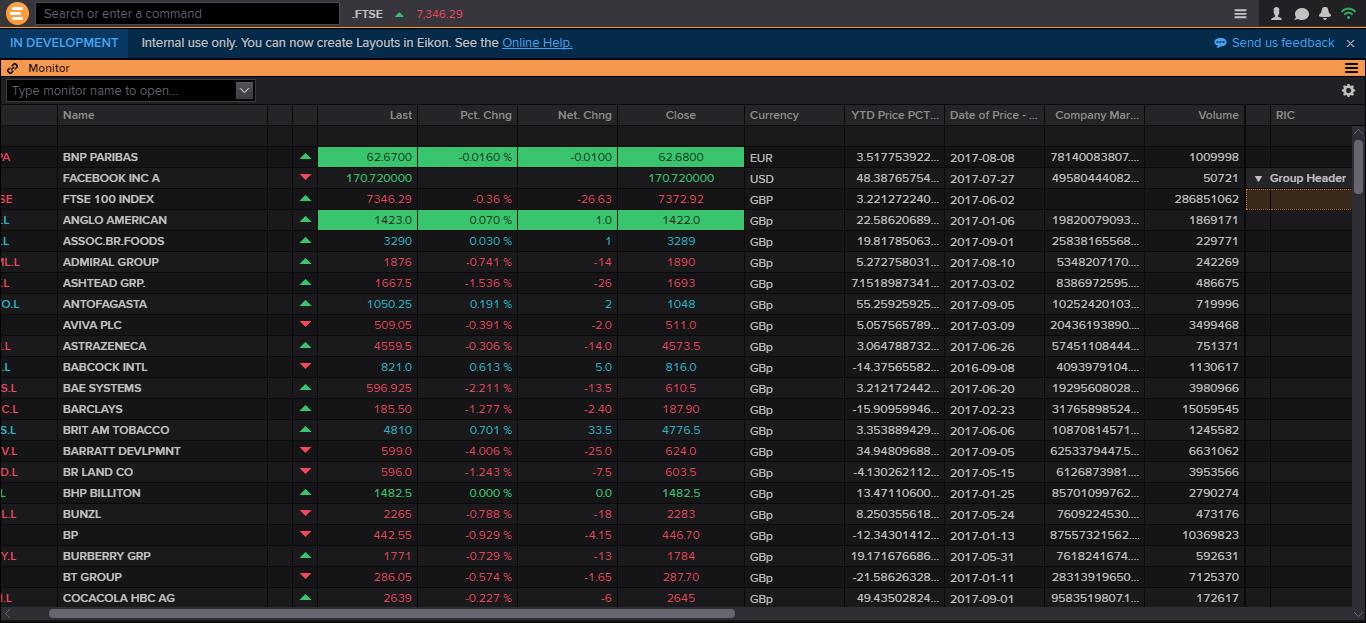 Search or enter a command .FTSE 7,346.29
IN DEVELOPMENT Internal use only. You can now create Layouts in Eikon. See the Online Help. Send us feedback
Monitor
Type monitor name to open...
Name Last Pct. Chng Net. Chng Close Currency YTD Price PCT... Date of Price - ... Company Mar... Volume RIC
PA BNP PARIBAS 62.6700 -0.0160 % -0.0100 62.6800 EUR 3.517753922... 2017-08-08 78140083807.... 1009998
FACEBOOK INC A 170.720000 170.720000 USD 48.38765754... 2017-07-27 49580444082... 50721 Group Header
SE FTSE 100 INDEX 7346.29 -0.36 % -26.63 7372.92 GBP 3.221272240... 2017-06-02 286851062
.L ANGLO AMERICAN 1423.0 0.070 % 1.0 1422.0 GBp 22.58620689... 2017-01-06 19820079093... 1869171
.L ASSOC.BR.FOODS 3290 0.030 % 1 3289 GBp 19.81785063... 2017-09-01 25838165568... 229771
ML.L ADMIRAL GROUP 1876 -0.741 % -14 1890 GBp 5.272758031... 2017-08-10 5348207170.... 242269
.L ASHTEAD GRP. 1667.5 -1.536 % -26 1693 GBp 7.1518987341... 2017-03-02 8386972595.... 486675
O.L ANTOFAGASTA 1050.25 0.191 % 2 1048 GBp 55.25925925... 2017-09-05 10252420103... 719996
AVIVA PLC 509.05 -0.391 % -2.0 511.0 GBp 5.057565789... 2017-03-09 20436193890.... 3499468
.L ASTRAZENECA 4559.5 -0.306 % -14.0 4573.5 GBp 3.064788732... 2017-06-26 57451108444... 751371
.L BABCOCK INTL 821.0 0.613 % 5.0 816.0 GBp -14.37565582... 2016-09-08 4093979104.... 1130617
S.L BAE SYSTEMS 596.925 -2.211 % -13.5 610.5 GBp 3.212172442... 2017-06-20 19295608028... 3980966
C.L BARCLAYS 185.50 -1.277 % -2.40 187.90 GBp -15.90959946... 2017-02-23 31765898524... 15059545
S.L BRIT AM TOBACCO 4810 0.701 % 33.5 4776.5 GBp 3.353889429... 2017-06-06 10870814571... 1245582
V.L BARRATT DEVLPMNT 599.0 -4.006 % -25.0 624.0 GBp 34.94809688... 2017-09-05 6253379447.5... 6631062
D.L BR LAND CO 596.0 -1.243 % -7.5 603.5 GBp -4.130262112... 2017-05-15 6126873981.... 3953566
L BHP BILLITON 1482.5 0.000 % 0.0 1482.5 GBp 13.47110600... 2017-01-25 85701099762... 2790274
L.L BUNZL 2265 -0.788 % -18 2283 GBp 8.250355618... 2017-05-24 7609224530.... 473176
BP 442.55 -0.929 % -4.15 446.70 GBp -12.34301412... 2017-01-13 87557321562.... 10369823
Y.L BURBERRY GRP 1771 -0.729 % -13 1784 GBp 19.171676686... 2017-05-31 7618241674.... 592631
BT GROUP 286.05 -0.574 % -1.65 287.70 GBp -21.58626328... 2017-01-11 28313919650... 7125370
I.L COCACOLA HBC AG 2639 -0.227 % -6 2645 GBp 49.43502824... 2017-09-01 9583519807.1... 172617